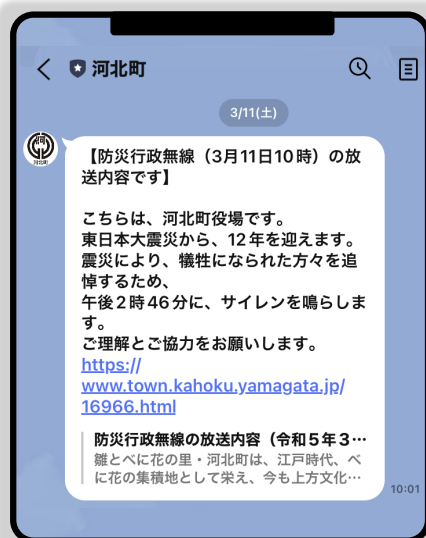 河北町
3/11(土)
【防災行政無線（3月11日10時）の放
送内容です】
こちらは、河北町役場です。
東日本大震災から、12年を迎えます。
震災により、犠牲になられた方々を追
悼するため、
午後２時46分に、サイレンを鳴らしま
す。
ご理解とご協力をお願いします。
https://
www.town.kahoku.yamagata.jp/
16966.html
防災行政無線の放送内容（令和５年３…
雛とべに花の里・河北町は、江戸時代、べ
に花の集積地として栄え、今も上方文化…
10:01
河北町